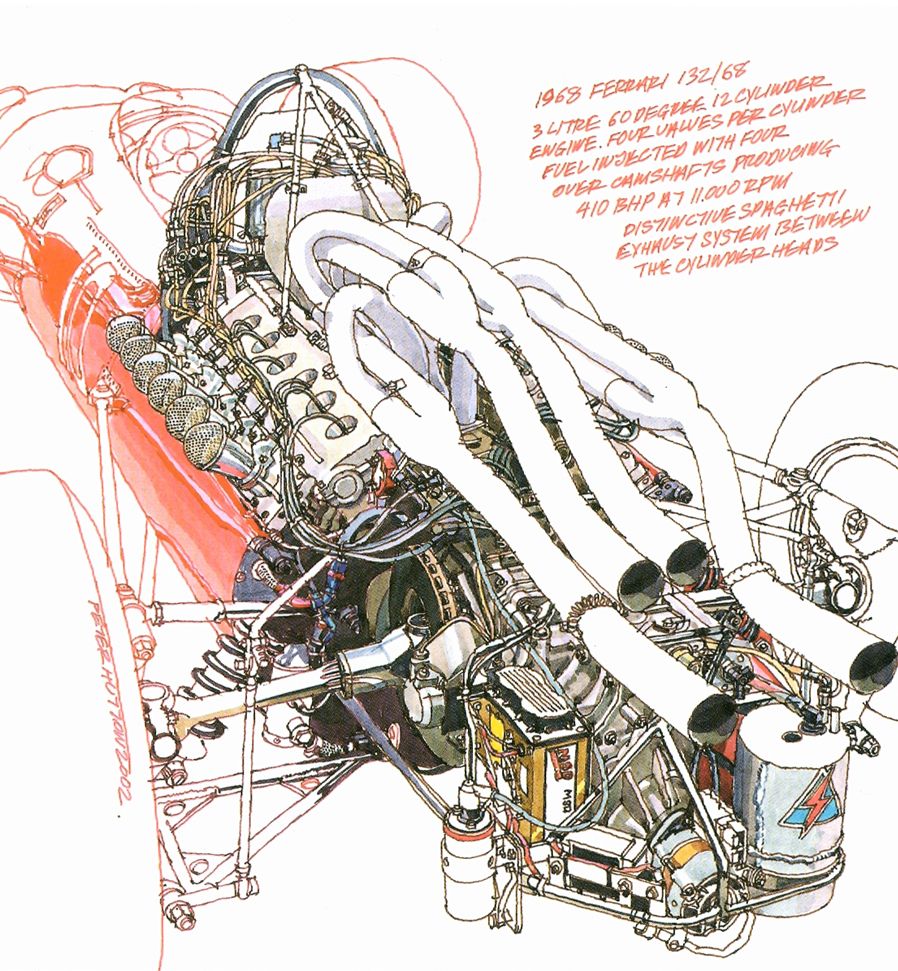 1968 FERRARI 132/68
3 LITRE 60 DEGREE 12 CYLINDER
ENGINE. FOUR VALVES PER CYLINDER
FUEL INJECTED WITH FOUR
OVER CAMSHAFTS PRODUCING
410 BHP AT 11.000 RPM
DISTINCTIVE SPAGHETTI
EXHAUST SYSTEM BETWEEN
THE CYLINDER HEADS
PETER HUTTON 2002